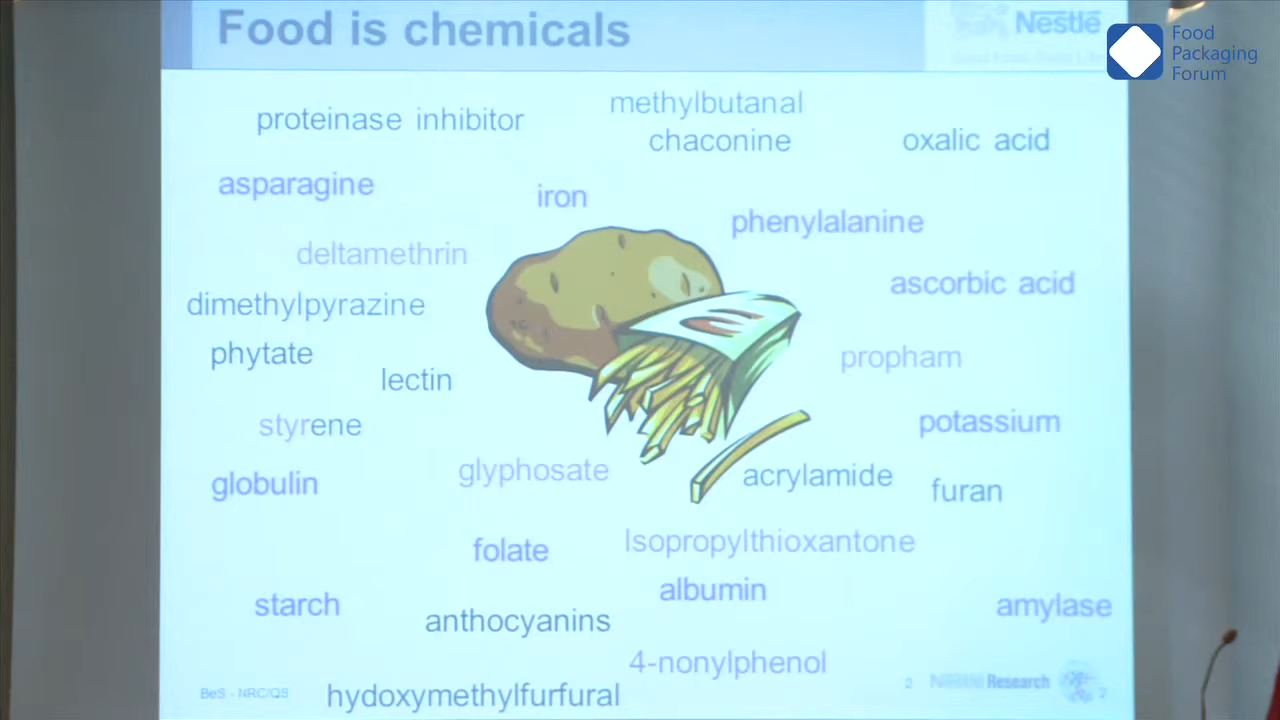 Food is chemicals
Nestlé
Food
Packaging
Forum
proteinase inhibitor
methylbutanal
chaconine
oxalic acid
asparagine
iron
phenylalanine
deltamethrin
ascorbic acid
dimethylpyrazine
phytate
propham
lectin
styrene
potassium
globulin
glyphosate
acrylamide
furan
folate
Isopropylthioxantone
starch
albumin
amylase
anthocyanins
4-nonylphenol
BeS - NRC/QS
hydoxymethylfurfural
2
Nestlé Research
2